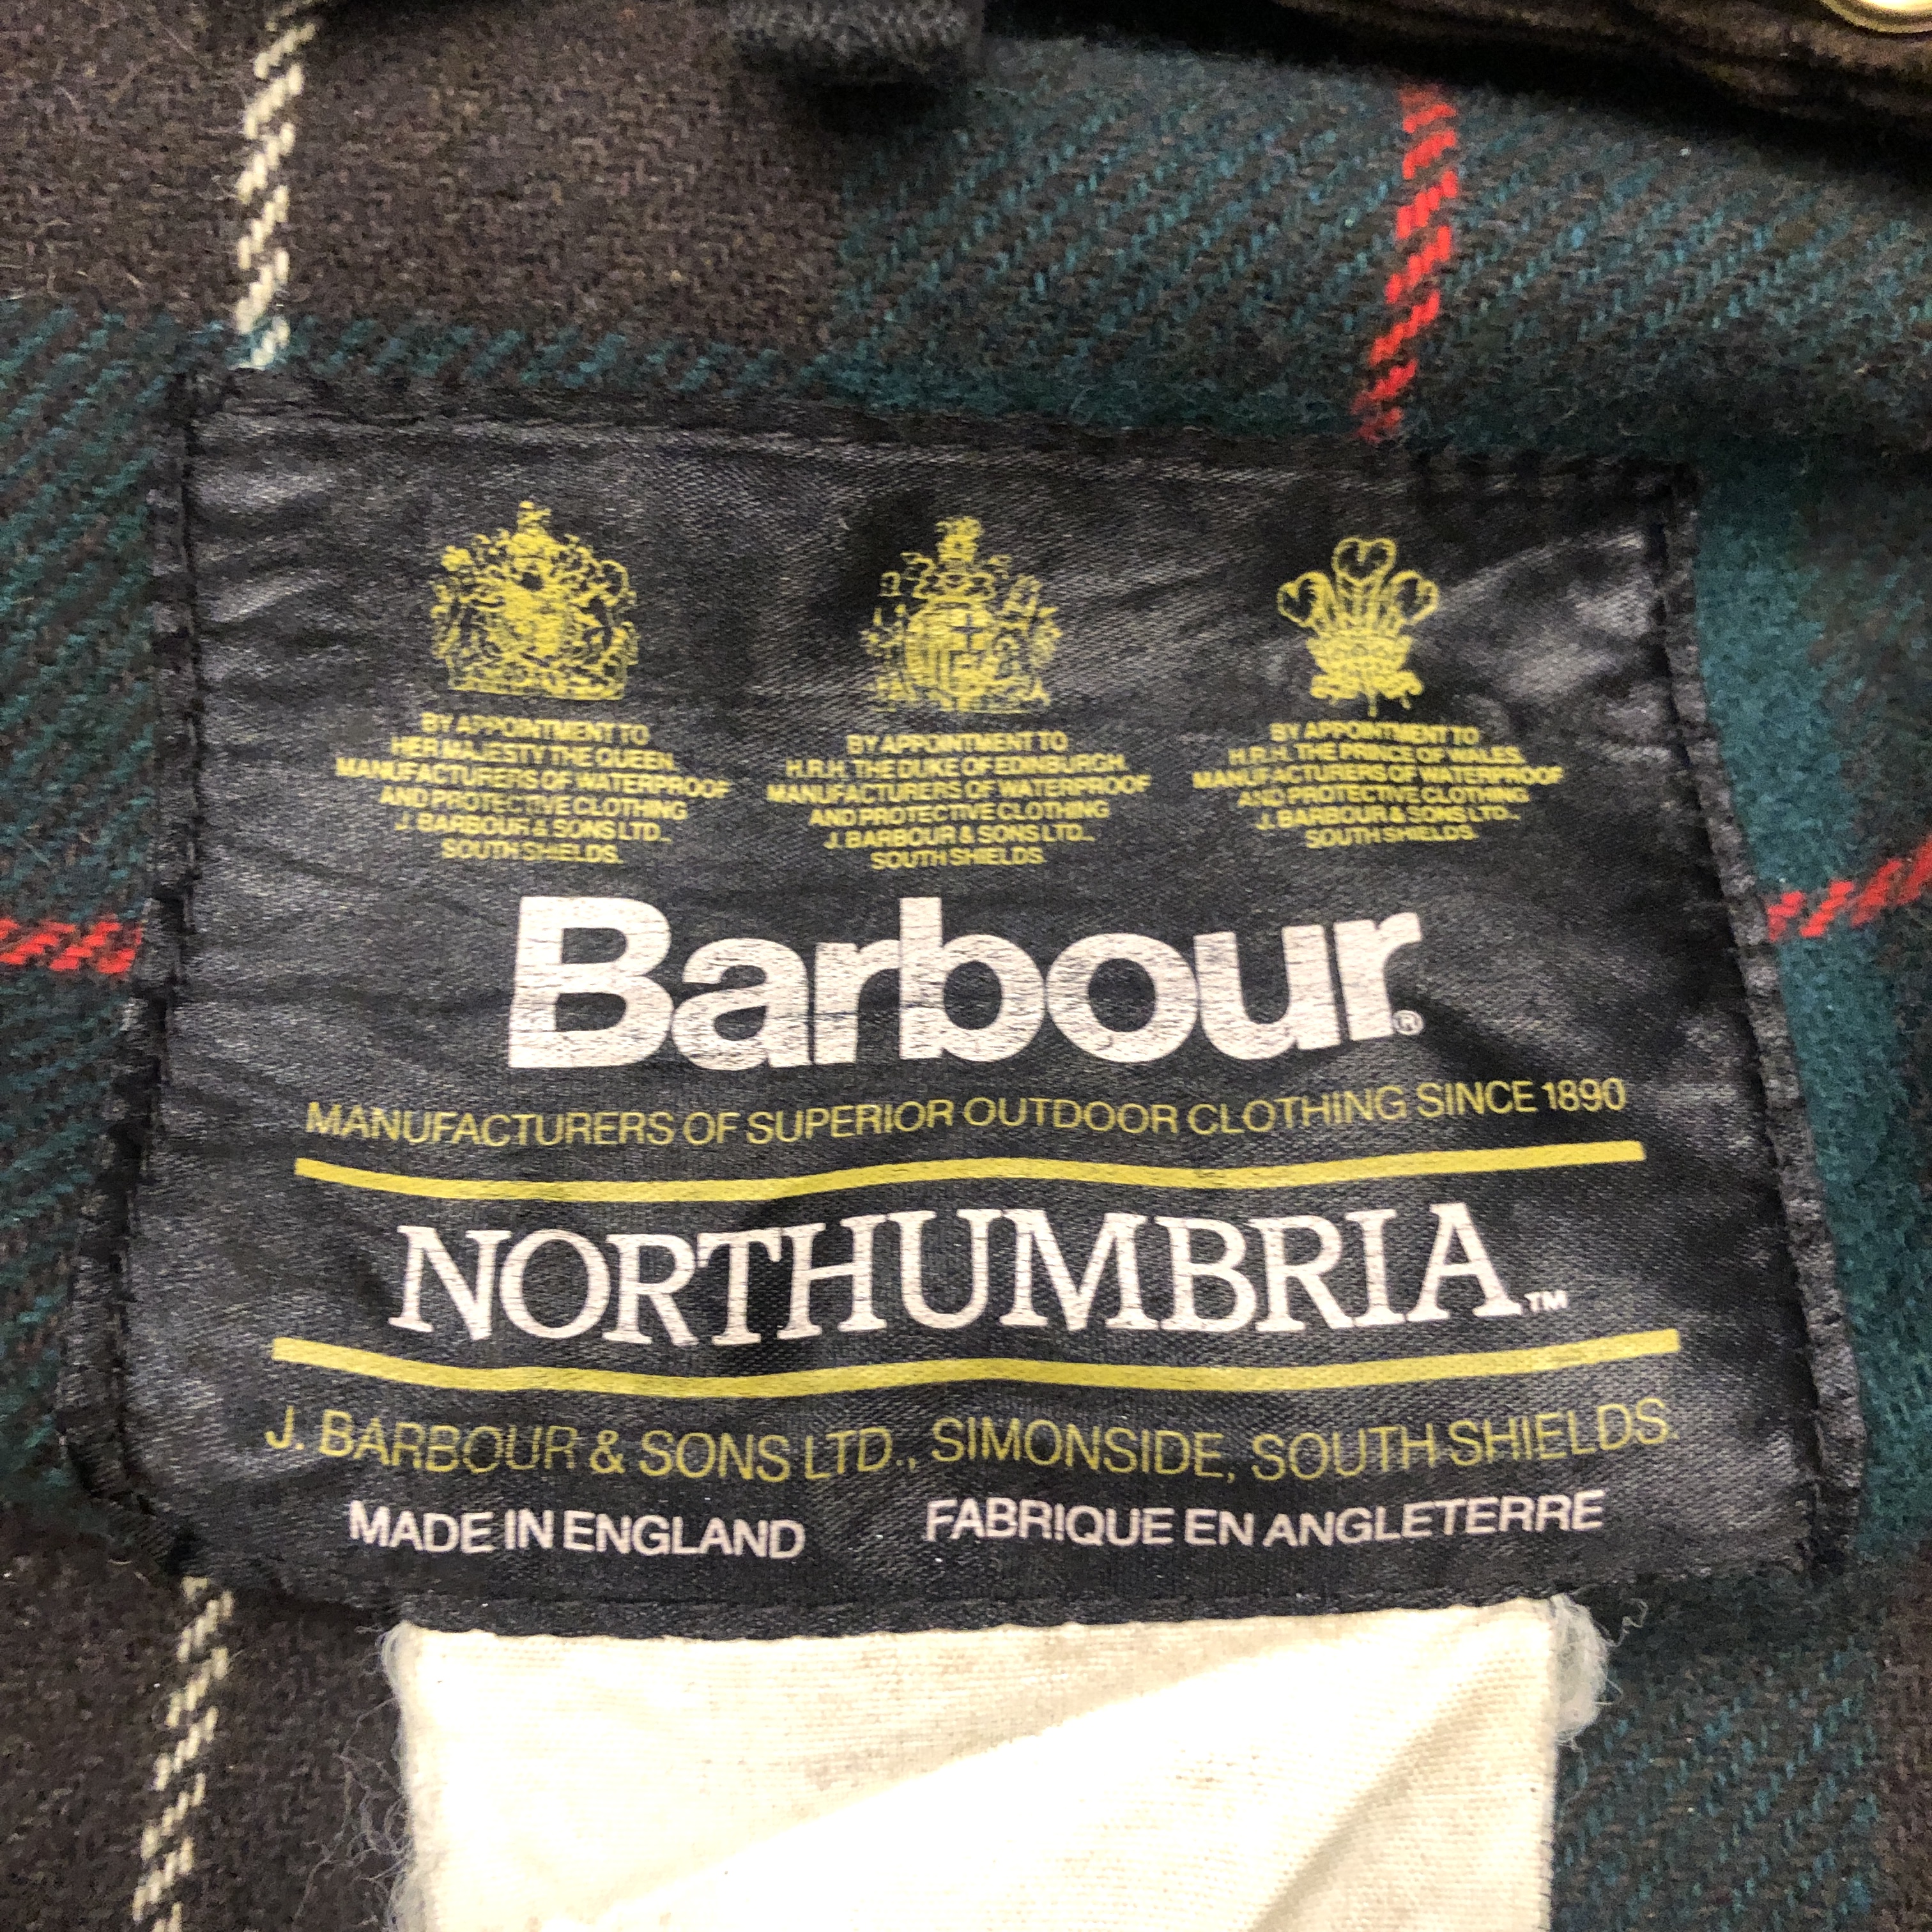 BY APPOINTMENT TO
HER MAJESTY THE QUEEN.
MANUFACTURERS OF WATERPROOF
AND PROTECTIVE CLOTHING
J. BARBOUR & SONS LTD.,
SOUTH SHIELDS.
BY APPOINTMENT TO
H.R.H. THE DUKE OF EDINBURGH.
MANUFACTURERS OF WATERPROOF
AND PROTECTIVE CLOTHING
J. BARBOUR & SONS LTD.,
SOUTH SHIELDS.
BY APPOINTMENT TO
H.R.H. THE PRINCE OF WALES.
MANUFACTURERS OF WATERPROOF
AND PROTECTIVE CLOTHING
J. BARBOUR & SONS LTD.,
SOUTH SHIELDS.
Barbour®
MANUFACTURERS OF SUPERIOR OUTDOOR CLOTHING SINCE 1890
NORTHUMBRIA™
J. BARBOUR & SONS LTD., SIMONSIDE, SOUTH SHIELDS.
MADE IN ENGLAND FABRIQUE EN ANGLETERRE